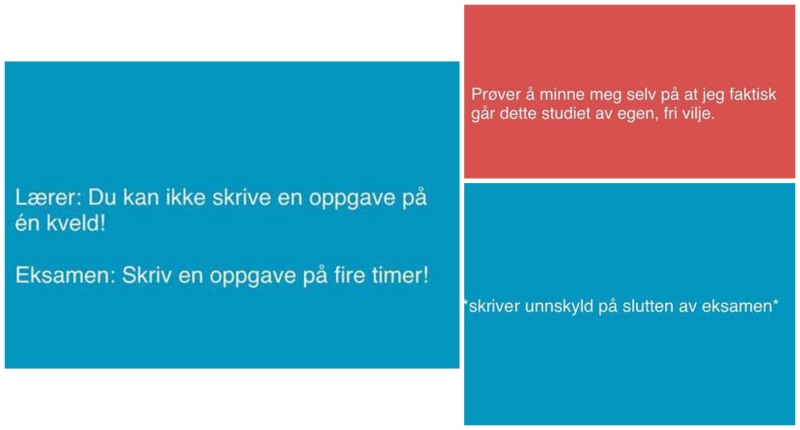 Lærer: Du kan ikke skrive en oppgave på
én kveld!
Eksamen: Skriv en oppgave på fire timer!
Prøver å minne meg selv på at jeg faktisk
går dette studiet av egen, fri vilje.
*skriver unnskyld på slutten av eksamen*